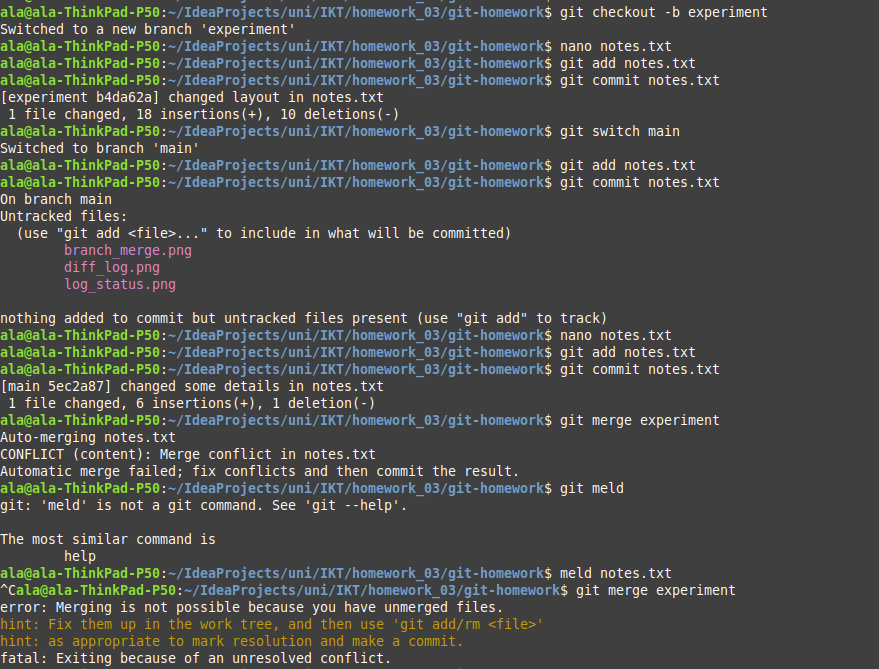 ala@ala-ThinkPad-P50:~/IdeaProjects/uni/IKT/homework_03/git-homework$ git checkout -b experiment
Switched to a new branch 'experiment'
ala@ala-ThinkPad-P50:~/IdeaProjects/uni/IKT/homework_03/git-homework$ nano notes.txt
ala@ala-ThinkPad-P50:~/IdeaProjects/uni/IKT/homework_03/git-homework$ git add notes.txt
ala@ala-ThinkPad-P50:~/IdeaProjects/uni/IKT/homework_03/git-homework$ git commit notes.txt
[experiment b4da62a] changed layout in notes.txt
 1 file changed, 18 insertions(+), 10 deletions(-)
ala@ala-ThinkPad-P50:~/IdeaProjects/uni/IKT/homework_03/git-homework$ git switch main
Switched to branch 'main'
ala@ala-ThinkPad-P50:~/IdeaProjects/uni/IKT/homework_03/git-homework$ git add notes.txt
ala@ala-ThinkPad-P50:~/IdeaProjects/uni/IKT/homework_03/git-homework$ git commit notes.txt
On branch main
Untracked files:
  (use "git add <file>..." to include in what will be committed)
        branch_merge.png
        diff_log.png
        log_status.png

nothing added to commit but untracked files present (use "git add" to track)
ala@ala-ThinkPad-P50:~/IdeaProjects/uni/IKT/homework_03/git-homework$ nano notes.txt
ala@ala-ThinkPad-P50:~/IdeaProjects/uni/IKT/homework_03/git-homework$ git add notes.txt
ala@ala-ThinkPad-P50:~/IdeaProjects/uni/IKT/homework_03/git-homework$ git commit notes.txt
[main 5ec2a87] changed some details in notes.txt
 1 file changed, 6 insertions(+), 1 deletion(-)
ala@ala-ThinkPad-P50:~/IdeaProjects/uni/IKT/homework_03/git-homework$ git merge experiment
Auto-merging notes.txt
CONFLICT (content): Merge conflict in notes.txt
Automatic merge failed; fix conflicts and then commit the result.
ala@ala-ThinkPad-P50:~/IdeaProjects/uni/IKT/homework_03/git-homework$ git meld
git: 'meld' is not a git command. See 'git --help'.

The most similar command is
        help
ala@ala-ThinkPad-P50:~/IdeaProjects/uni/IKT/homework_03/git-homework$ meld notes.txt
^Cala@ala-ThinkPad-P50:~/IdeaProjects/uni/IKT/homework_03/git-homework$ git merge experiment
error: Merging is not possible because you have unmerged files.
hint: Fix them up in the work tree, and then use 'git add/rm <file>'
hint: as appropriate to mark resolution and make a commit.
fatal: Exiting because of an unresolved conflict.